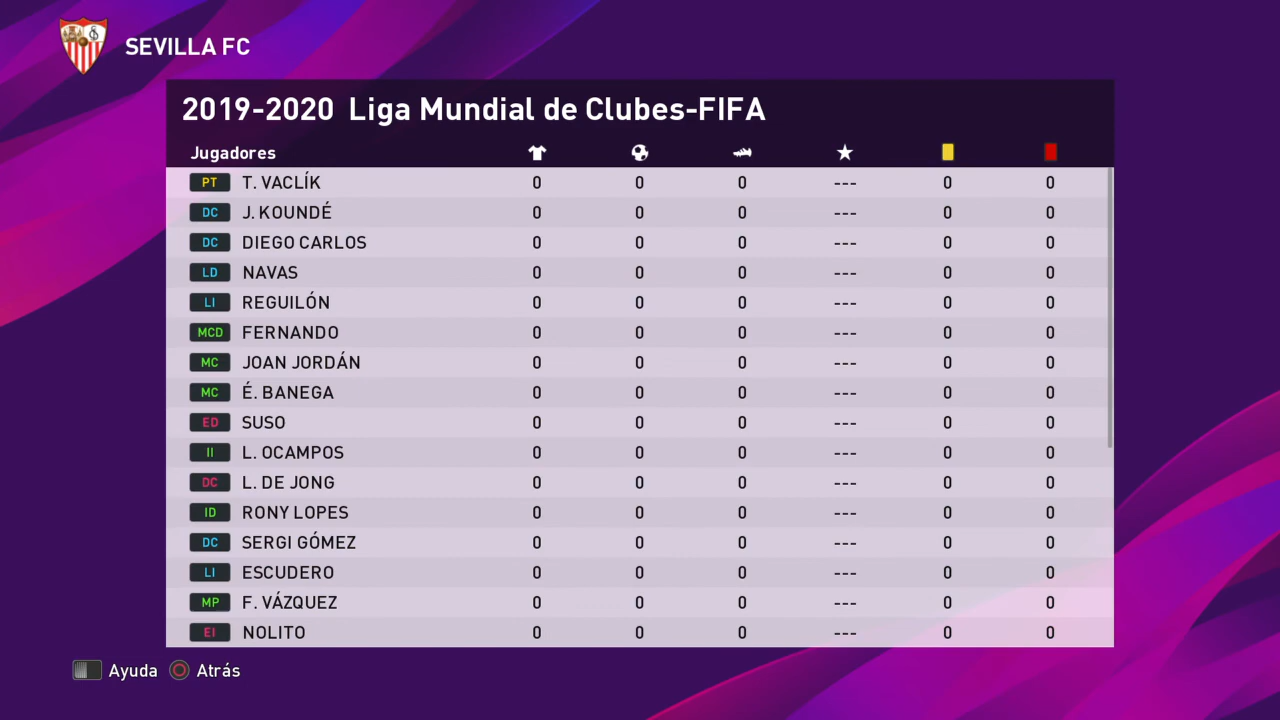 SEVILLA FC
2019-2020 Liga Mundial de Clubes-FIFA
Jugadores
PT T. VACLÍK 0 0 0 --- 0 0
DC J. KOUNDÉ 0 0 0 --- 0 0
DC DIEGO CARLOS 0 0 0 --- 0 0
LD NAVAS 0 0 0 --- 0 0
LI REGUILÓN 0 0 0 --- 0 0
MCD FERNANDO 0 0 0 --- 0 0
MC JOAN JORDÁN 0 0 0 --- 0 0
MC É. BANEGA 0 0 0 --- 0 0
ED SUSO 0 0 0 --- 0 0
II L. OCAMPOS 0 0 0 --- 0 0
DC L. DE JONG 0 0 0 --- 0 0
ID RONY LOPES 0 0 0 --- 0 0
DC SERGI GÓMEZ 0 0 0 --- 0 0
LI ESCUDERO 0 0 0 --- 0 0
MP F. VÁZQUEZ 0 0 0 --- 0 0
EI NOLITO 0 0 0 --- 0 0
Ayuda Atrás